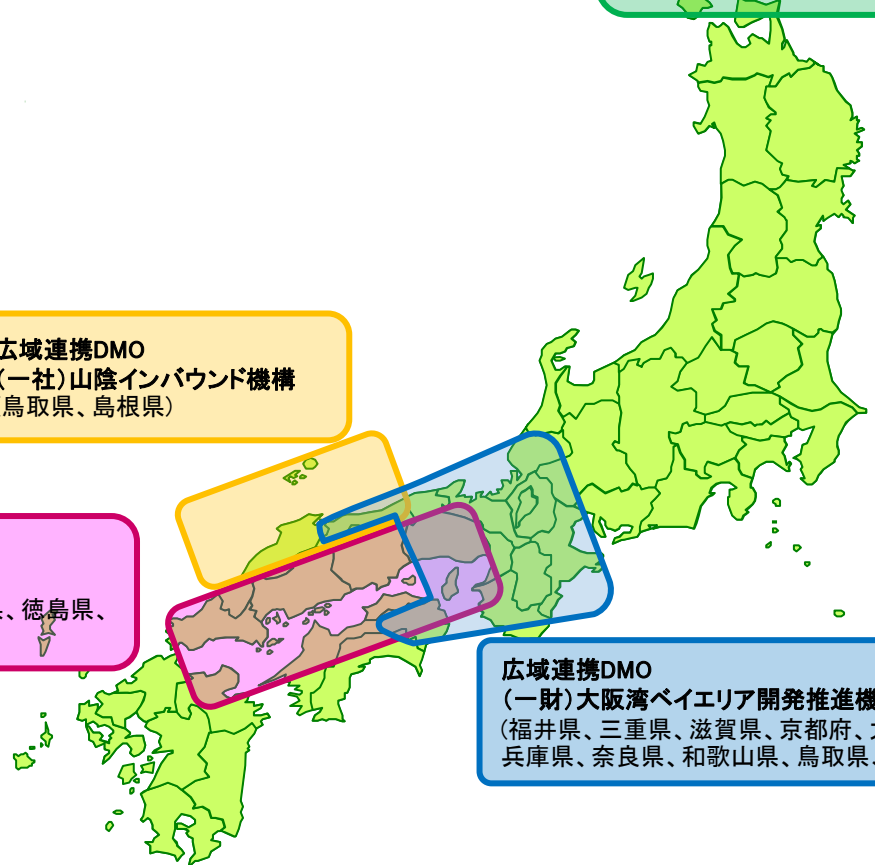 広域連携DMO
(一社)山陰インバウンド機構
(鳥取県、島根県)
、徳島県、
広域連携DMO
(一財)大阪湾ベイエリア開発推進機
(福井県、三重県、滋賀県、京都府、
兵庫県、奈良県、和歌山県、鳥取県、